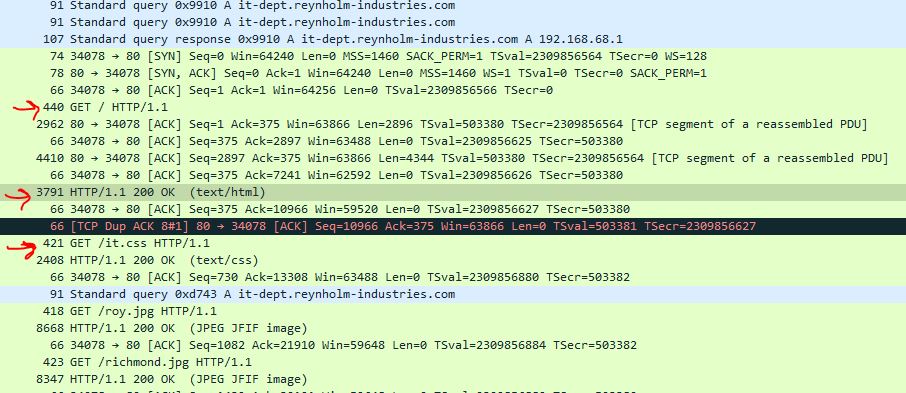 91 Standard query 0x9910 A it-dept.reynholm-industries.com
91 Standard query 0x9910 A it-dept.reynholm-industries.com
107 Standard query response 0x9910 A it-dept.reynholm-industries.com A 192.168.68.1
74 34078 → 80 [SYN] Seq=0 Win=64240 Len=0 MSS=1460 SACK_PERM=1 TSval=2309856564 TSecr=0 WS=128
78 80 → 34078 [SYN, ACK] Seq=0 Ack=1 Win=64240 Len=0 MSS=1460 WS=1 TSval=0 TSecr=0 SACK_PERM=1
66 34078 → 80 [ACK] Seq=1 Ack=1 Win=64256 Len=0 TSval=2309856566 TSecr=0
440 GET / HTTP/1.1
2962 80 → 34078 [ACK] Seq=1 Ack=375 Win=63866 Len=2896 TSval=503380 TSecr=2309856564 [TCP segment of a reassembled PDU]
66 34078 → 80 [ACK] Seq=375 Ack=2897 Win=63488 Len=0 TSval=2309856625 TSecr=503380
4410 80 → 34078 [ACK] Seq=2897 Ack=375 Win=63866 Len=4344 TSval=503380 TSecr=2309856564 [TCP segment of a reassembled PDU]
66 34078 → 80 [ACK] Seq=375 Ack=7241 Win=62592 Len=0 TSval=2309856626 TSecr=503380
3791 HTTP/1.1 200 OK  (text/html)
66 34078 → 80 [ACK] Seq=375 Ack=10966 Win=59520 Len=0 TSval=2309856627 TSecr=503380
66 [TCP Dup ACK 8#1] 80 → 34078 [ACK] Seq=10966 Ack=375 Win=63866 Len=0 TSval=503381 TSecr=2309856627
421 GET /it.css HTTP/1.1
2408 HTTP/1.1 200 OK  (text/css)
66 34078 → 80 [ACK] Seq=730 Ack=13308 Win=63488 Len=0 TSval=2309856880 TSecr=503382
91 Standard query 0xd743 A it-dept.reynholm-industries.com
418 GET /roy.jpg HTTP/1.1
8668 HTTP/1.1 200 OK  (JPEG JFIF image)
66 34078 → 80 [ACK] Seq=1082 Ack=21910 Win=59648 Len=0 TSval=2309856884 TSecr=503382
423 GET /richmond.jpg HTTP/1.1
8347 HTTP/1.1 200 OK  (JPEG JFIF image)